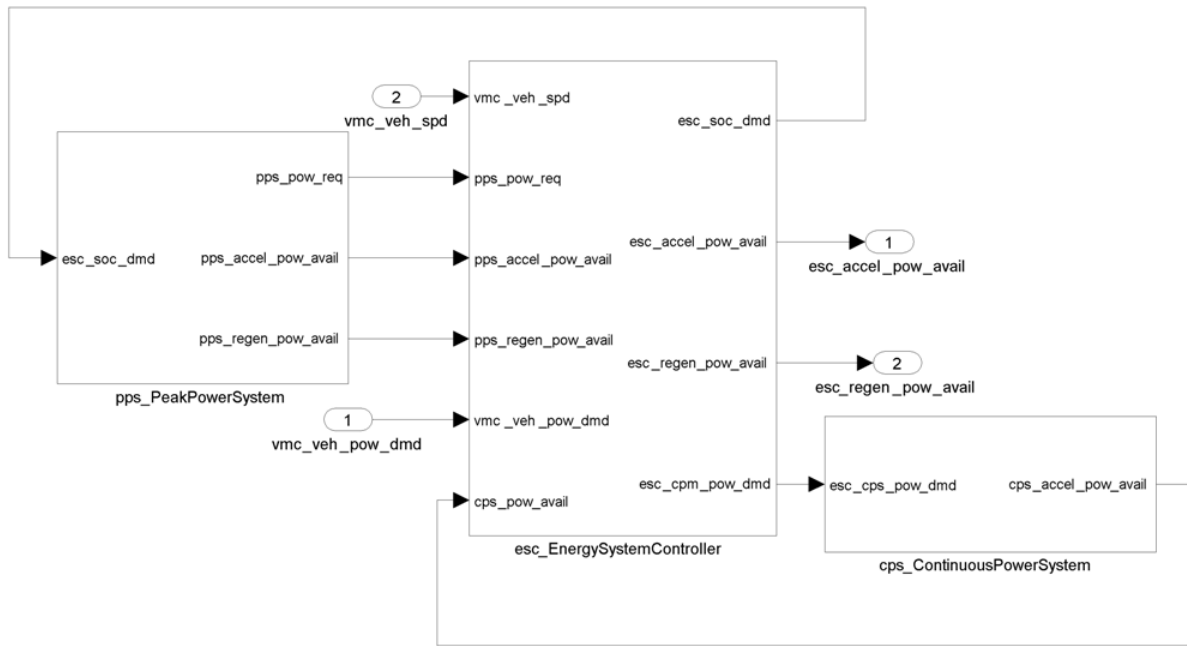 2
vmc_veh_spd
vmc _veh _spd
esc_soc_dmd
pps_pow_req
pps_pow_req
esc_soc_dmd
pps_accel_pow_avail
pps_accel_pow_avail
esc_accel_pow_avail
1
esc_accel_pow_avail
pps_regen_pow_avail
pps_regen_pow_avail
esc_regen_pow_avail
2
esc_regen_pow_avail
pps_PeakPowerSystem
1
vmc_veh_pow_dmd
vmc _veh _pow_dmd
cps_pow_avail
esc_cpm_pow_dmd
esc_EnergySystemController
esc_cps_pow_dmd
cps_accel_pow_avail
cps_ContinuousPowerSystem